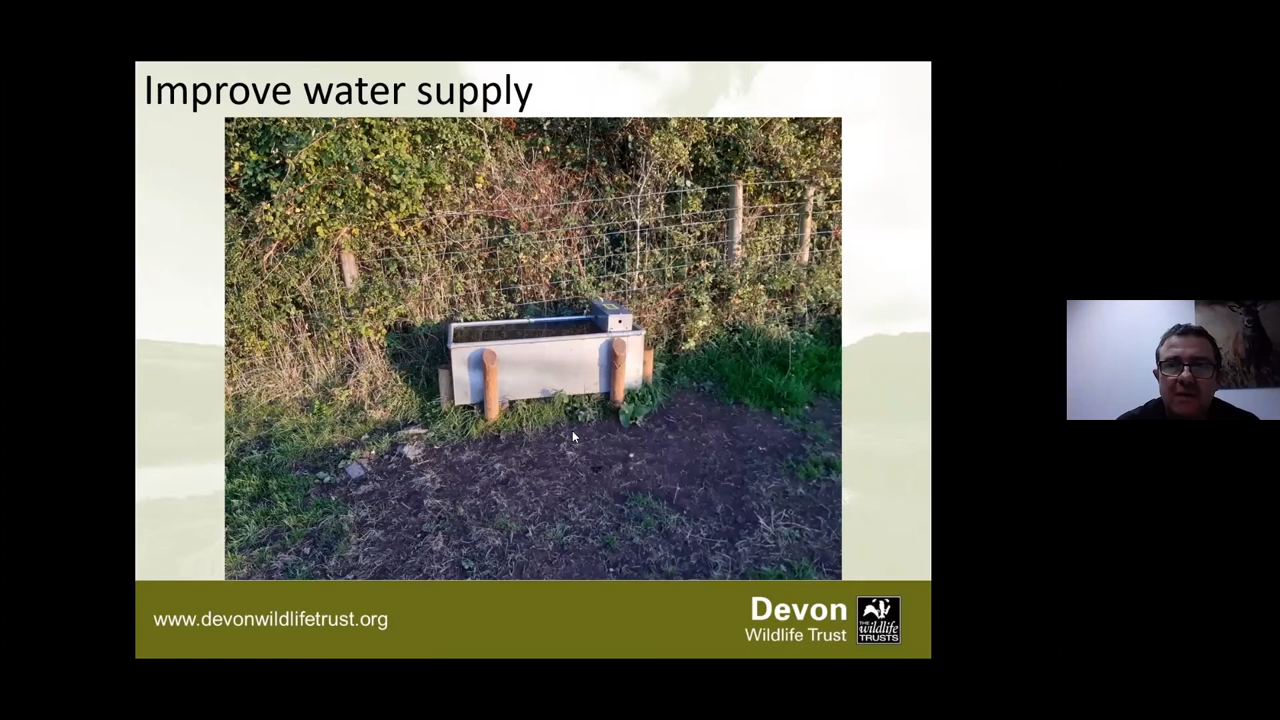 Improve water supply
www.devonwildlifetrust.org
Devon
Wildlife Trust
THE
wildlife
TRUSTS